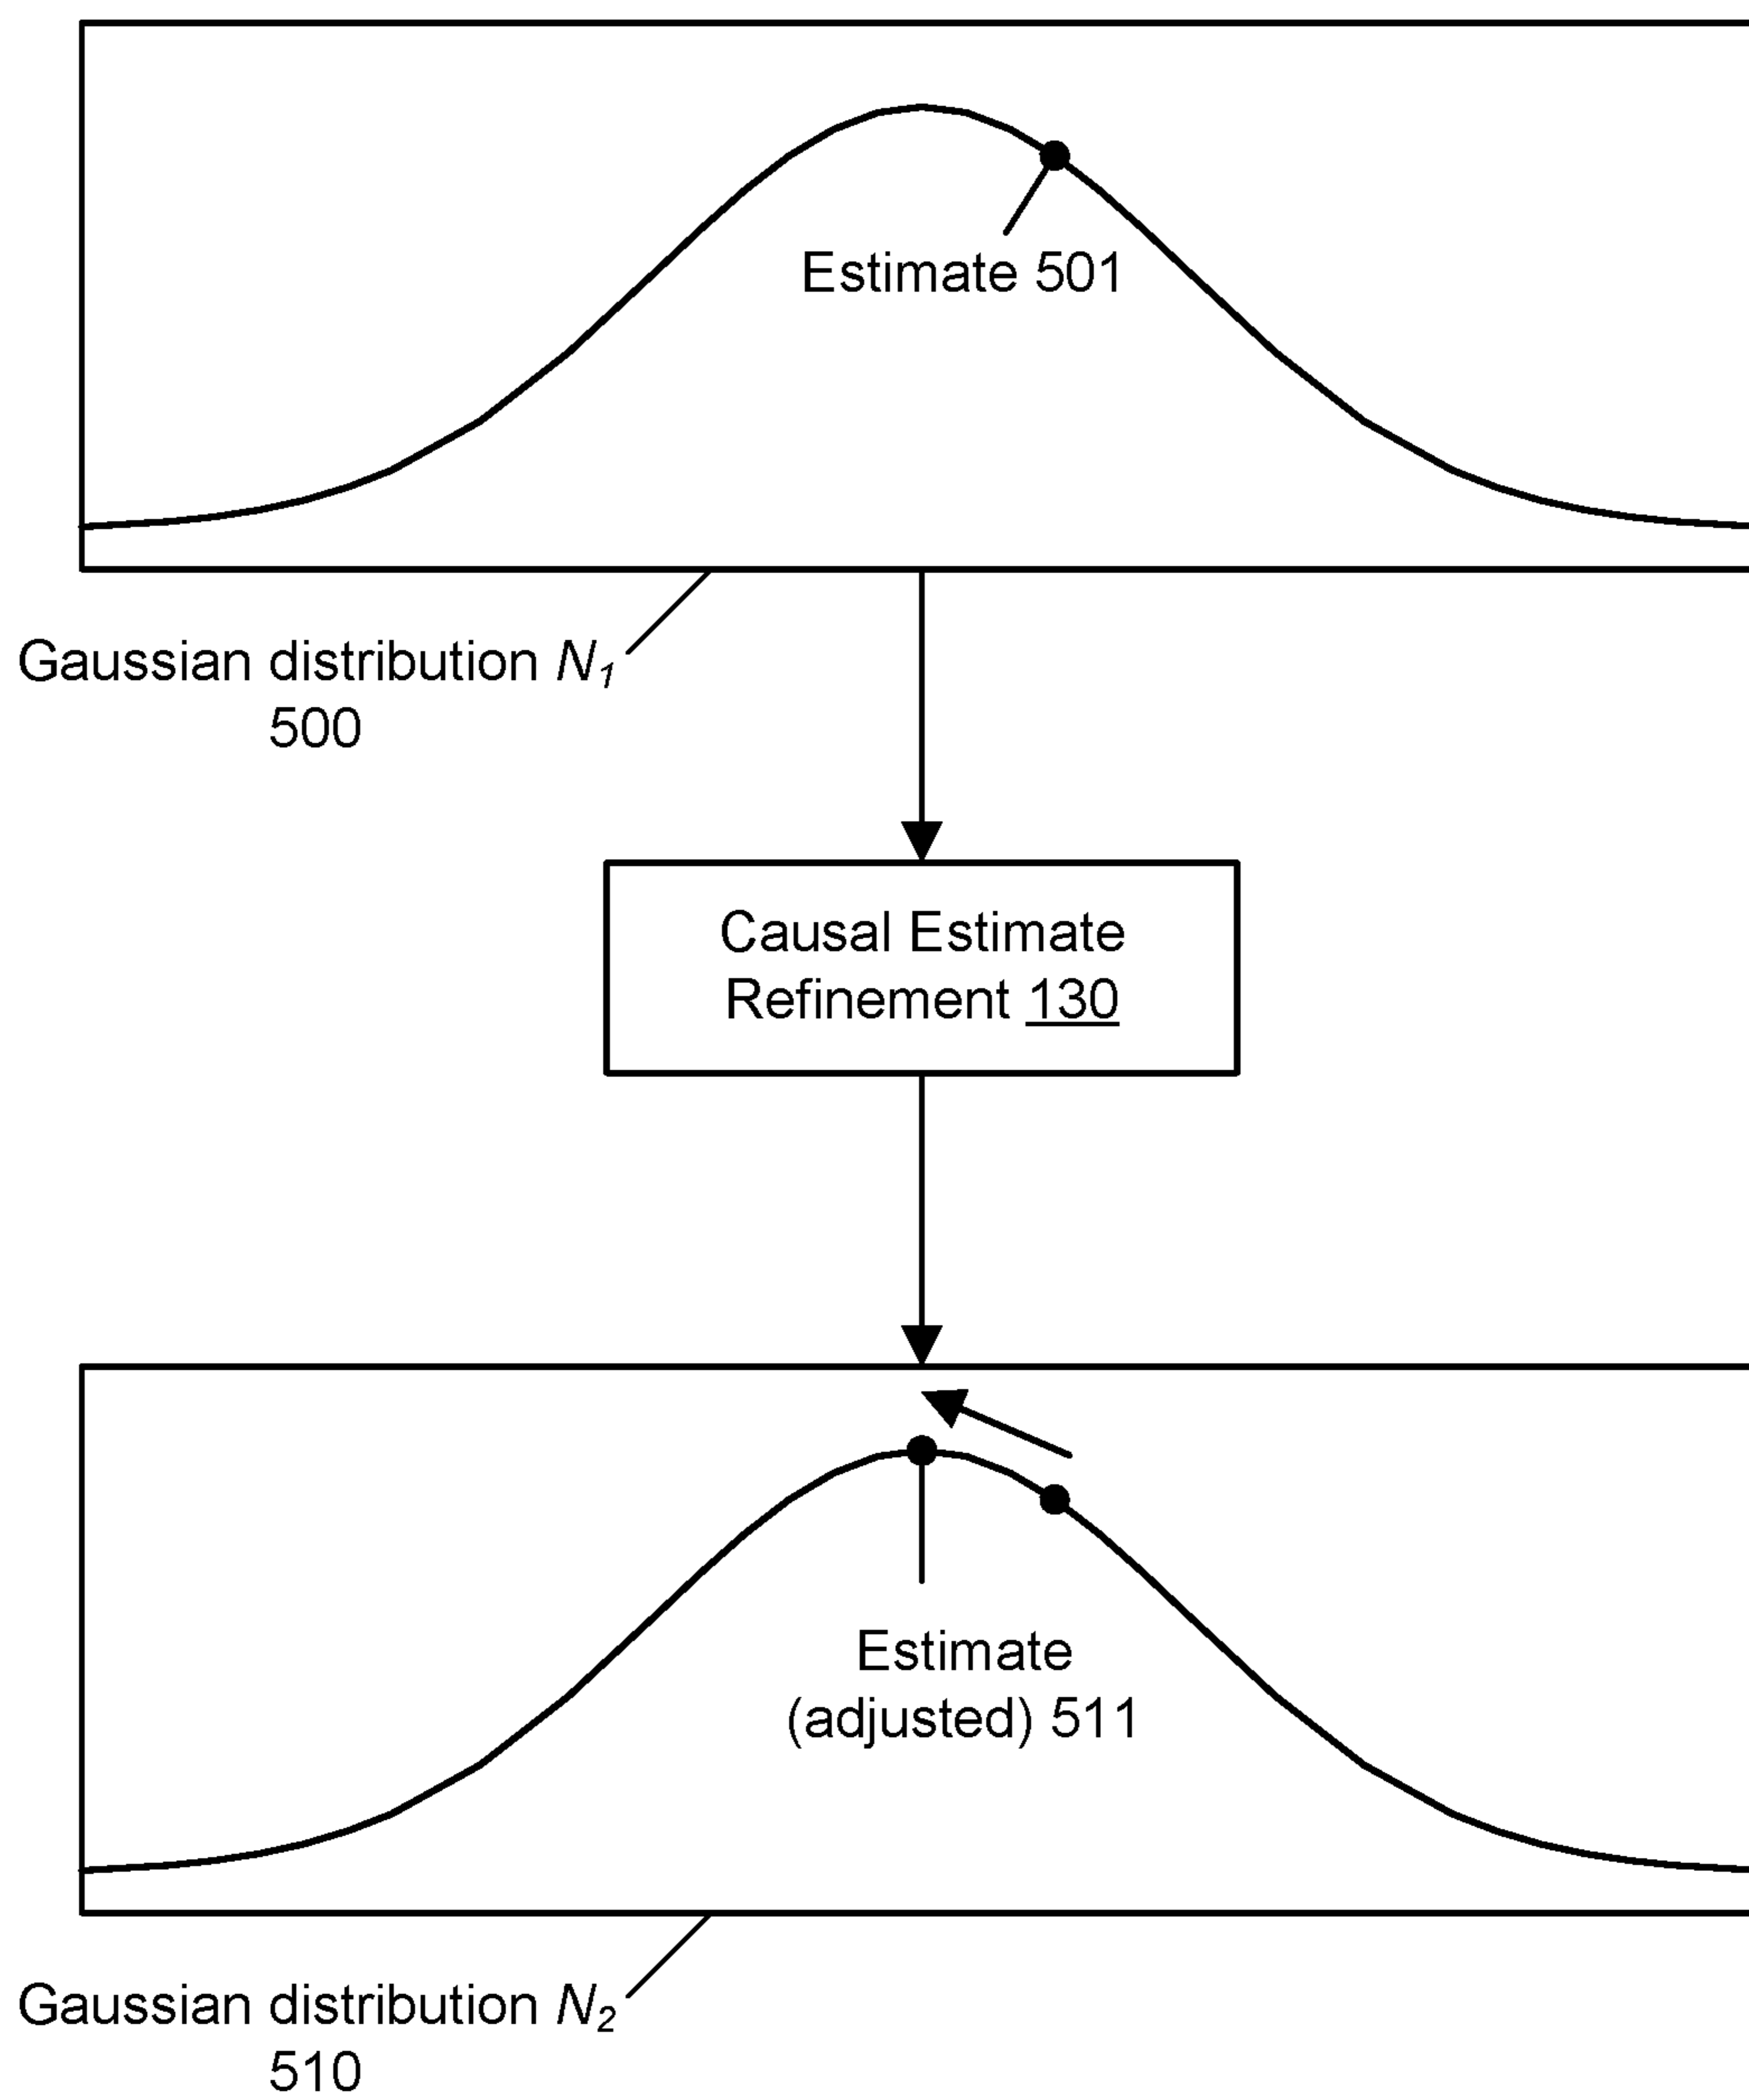 Estimate 501
Gaussian distribution N₁
500
Causal Estimate
Refinement 130
Estimate
(adjusted) 511
Gaussian distribution N₂
510